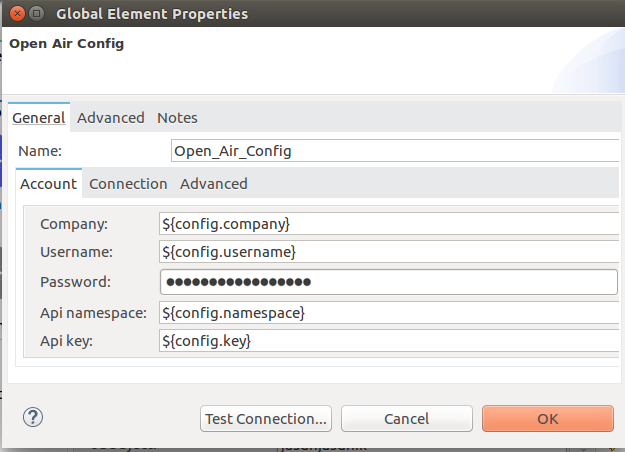 Global Element Properties
Open Air Config
General Advanced Notes
Name: Open_Air_Config
Account Connection Advanced
Company: ${config.company}
Username: ${config.username}
Password: ●●●●●●●●●●●●●●●●●
Api namespace: ${config.namespace}
Api key: ${config.key}
? Test Connection... Cancel OK